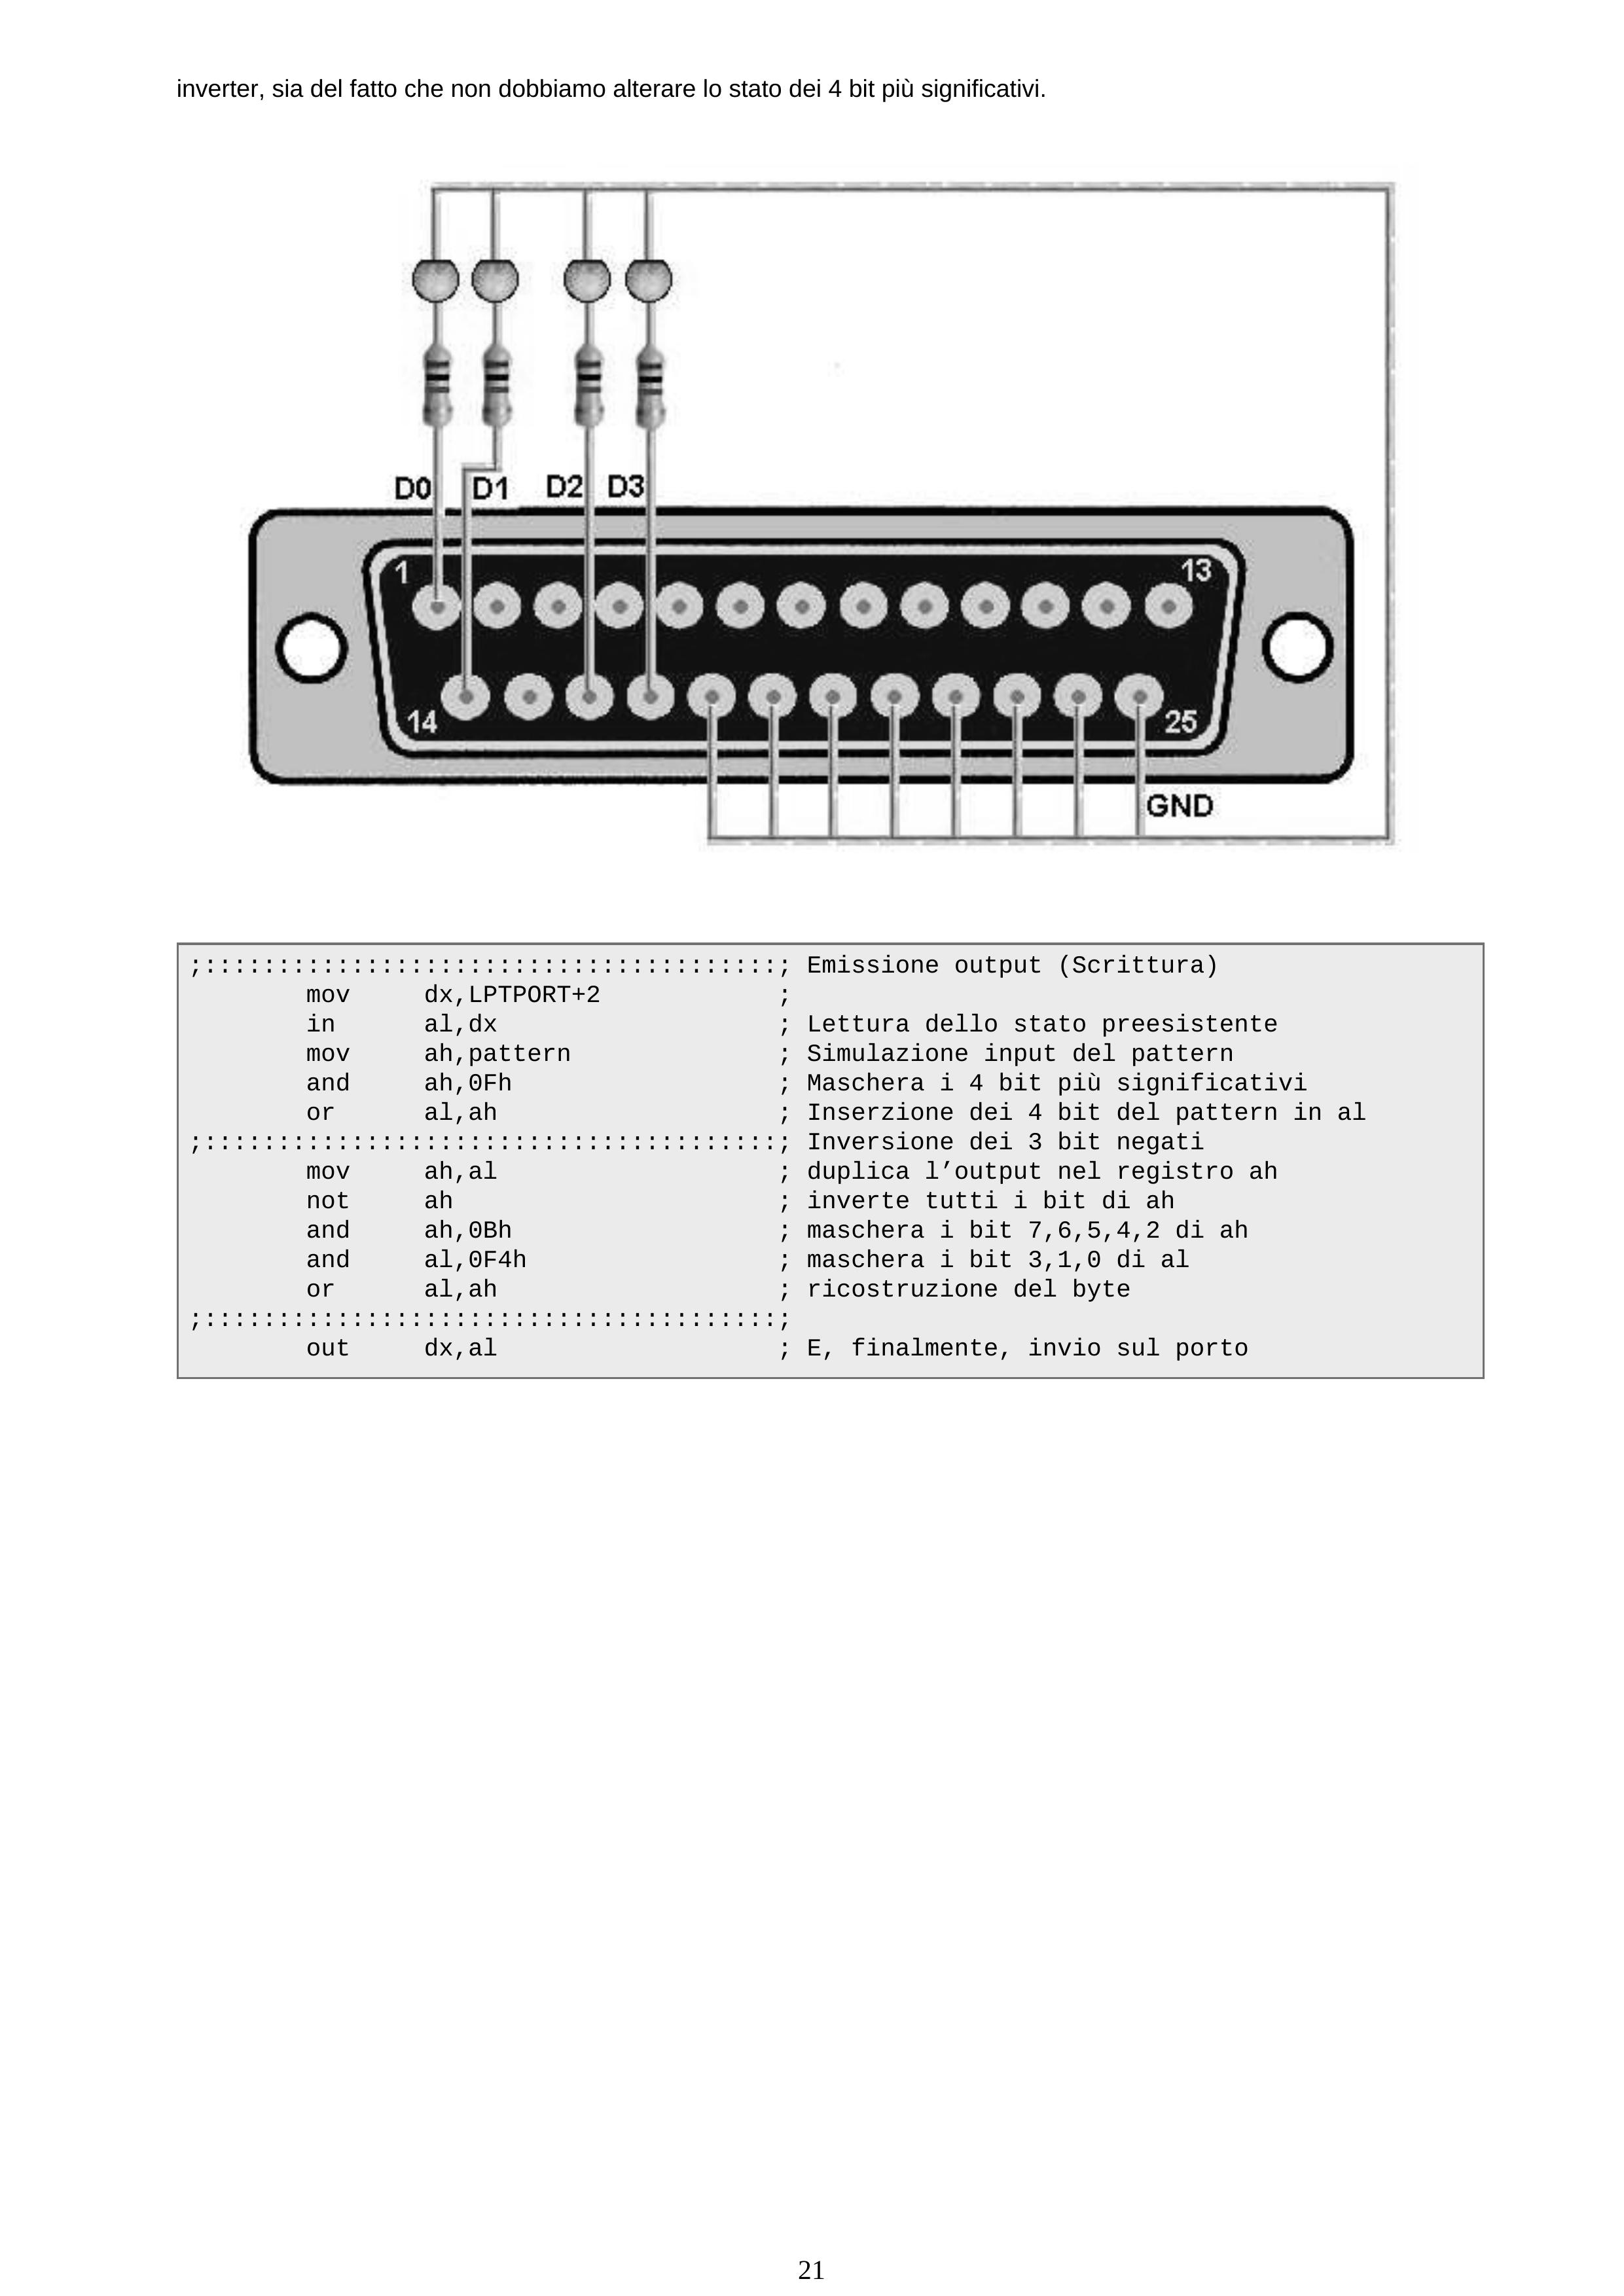 inverter, sia del fatto che non dobbiamo alterare lo stato dei 4 bit più significativi.
D0 D1 D2 D3
1 13
14 25
GND
;:::::::::::::::::::::::::::::::::::::::; Emissione output (Scrittura)
        mov     dx,LPTPORT+2            ;
        in      al,dx                   ; Lettura dello stato preesistente
        mov     ah,pattern              ; Simulazione input del pattern
        and     ah,0Fh                  ; Maschera i 4 bit più significativi
        or      al,ah                   ; Inserzione dei 4 bit del pattern in al
;:::::::::::::::::::::::::::::::::::::::; Inversione dei 3 bit negati
        mov     ah,al                   ; duplica l’output nel registro ah
        not     ah                      ; inverte tutti i bit di ah
        and     ah,0Bh                  ; maschera i bit 7,6,5,4,2 di ah
        and     al,0F4h                 ; maschera i bit 3,1,0 di al
        or      al,ah                   ; ricostruzione del byte
;:::::::::::::::::::::::::::::::::::::::;
        out     dx,al                   ; E, finalmente, invio sul porto
21